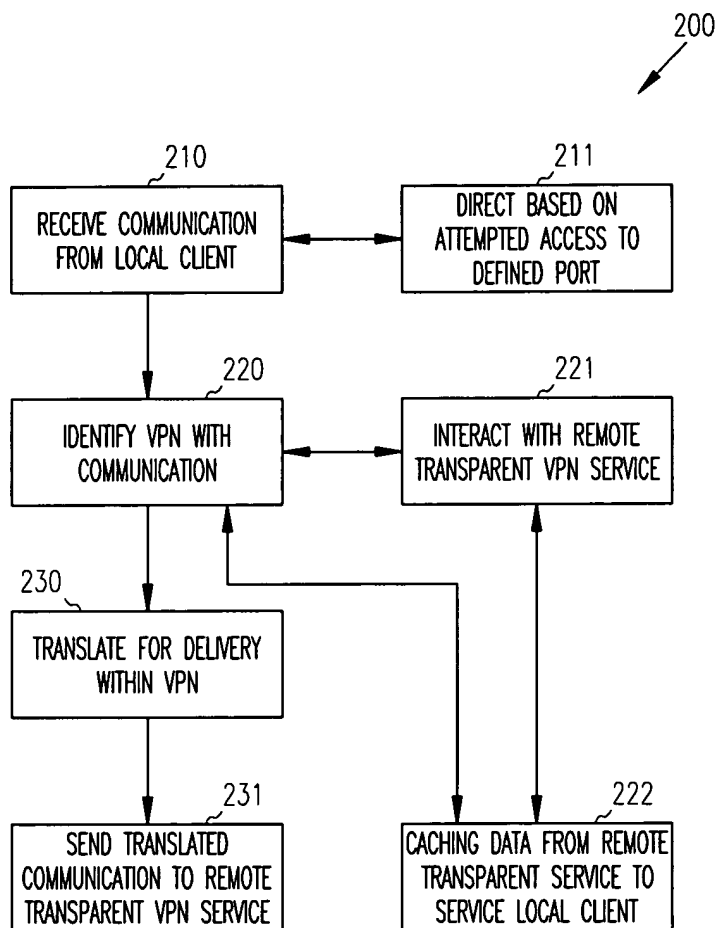 200
210
RECEIVE COMMUNICATION
FROM LOCAL CLIENT
211
DIRECT BASED ON
ATTEMPTED ACCESS TO
DEFINED PORT
220
IDENTIFY VPN WITH
COMMUNICATION
221
INTERACT WITH REMOTE
TRANSPARENT VPN SERVICE
230
TRANSLATE FOR DELIVERY
WITHIN VPN
231
SEND TRANSLATED
COMMUNICATION TO REMOTE
TRANSPARENT VPN SERVICE
222
CACHING DATA FROM REMOTE
TRANSPARENT SERVICE TO
SERVICE LOCAL CLIENT